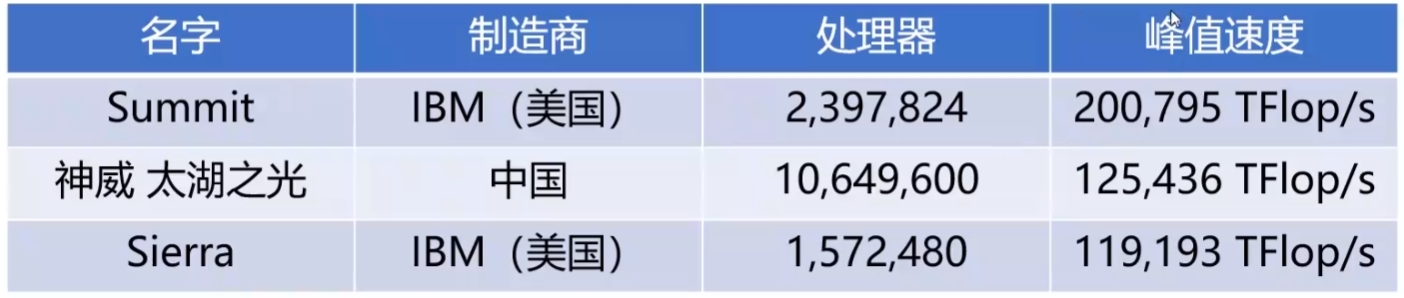 名字 制造商 处理器 峰值速度
Summit IBM（美国） 2,397,824 200,795 TFlop/s
神威 太湖之光 中国 10,649,600 125,436 TFlop/s
Sierra IBM（美国） 1,572,480 119,193 TFlop/s